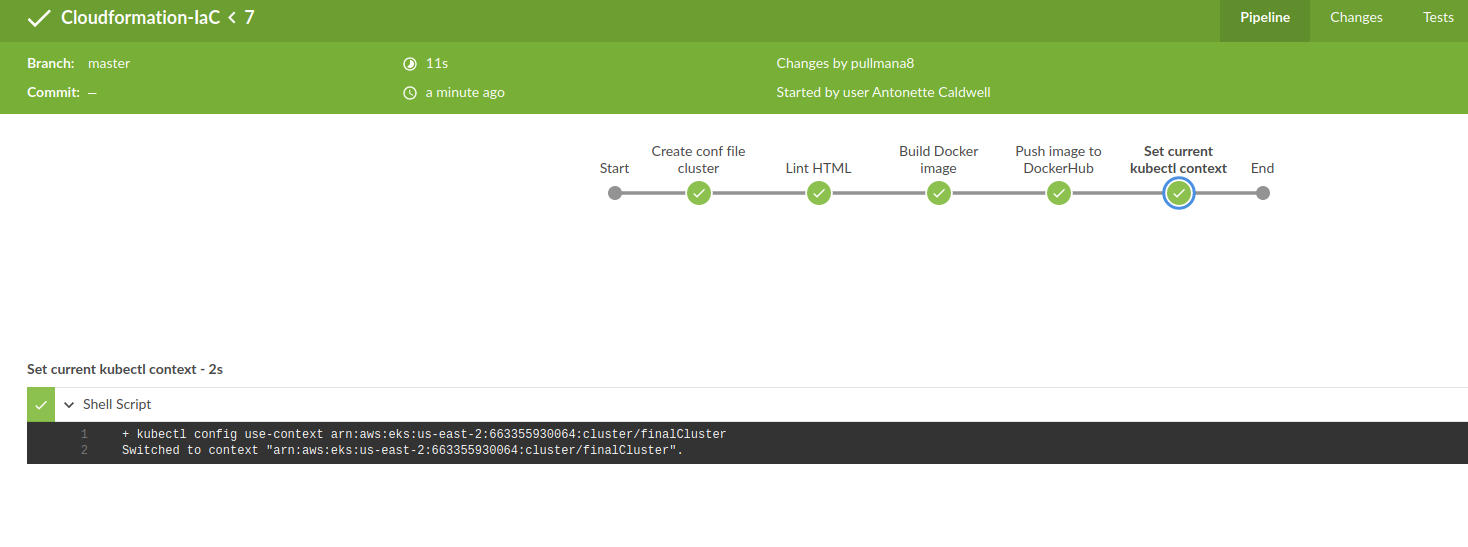 Cloudformation-IaC < 7
Pipeline Changes Tests
Branch: master
11s
Changes by pullmana8
Commit: –
a minute ago
Started by user Antonette Caldwell
Start
Create conf file
cluster
Lint HTML
Build Docker
image
Push image to
DockerHub
Set current
kubectl context
End
Set current kubectl context - 2s
Shell Script
1 + kubectl config use-context arn:aws:eks:us-east-2:663355930064:cluster/finalCluster
2 Switched to context "arn:aws:eks:us-east-2:663355930064:cluster/finalCluster".